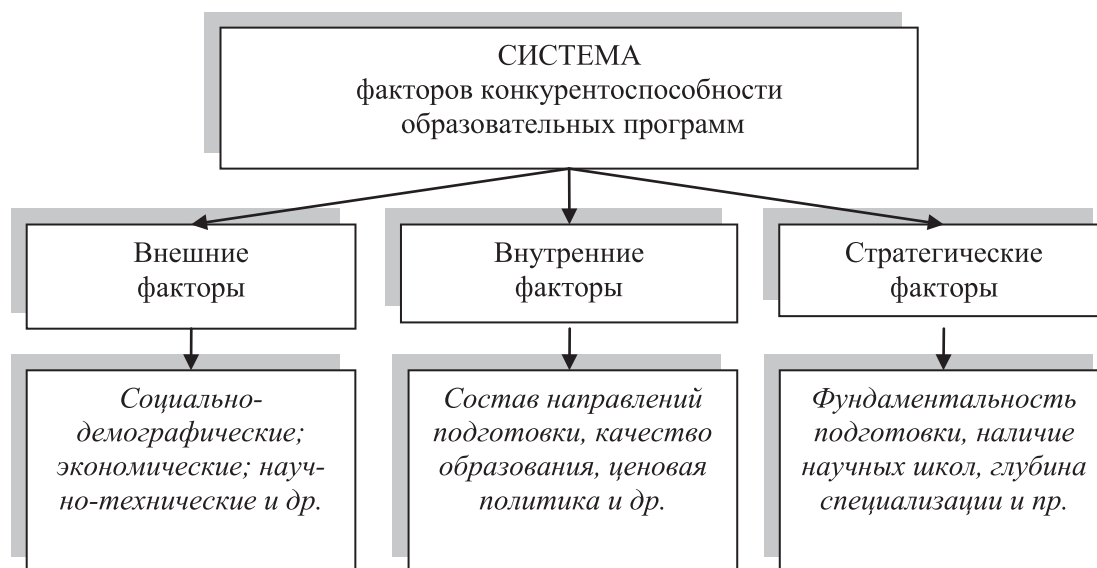 СИСТЕМА
факторов конкурентоспособности
образовательных программ
Внешние
факторы
Внутренние
факторы
Стратегические
факторы
Социально-
демографические;
экономические; науч-
но-технические и др.
Состав направлений
подготовки, качество
образования, ценовая
политика и др.
Фундаментальность
подготовки, наличие
научных школ, глубина
специализации и пр.